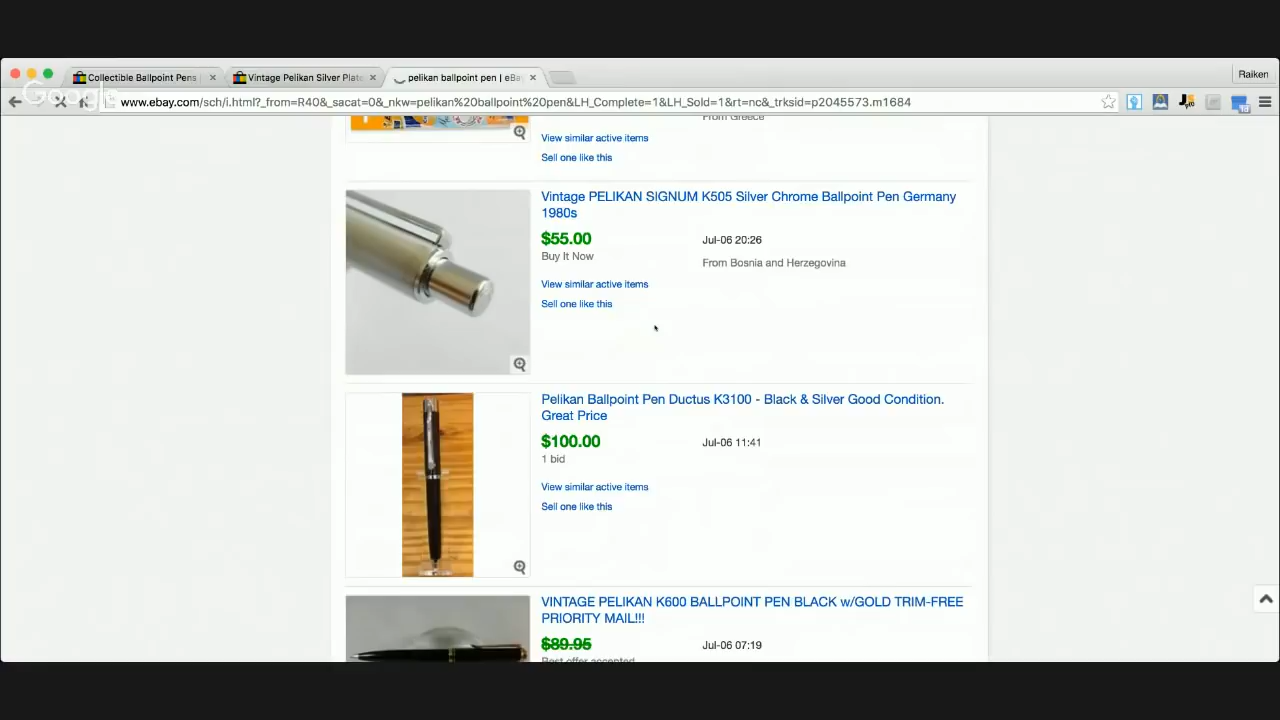 Collectible Ballpoint Pens
Vintage Pelikan Silver Plate
pelikan ballpoint pen | eBa
Raiken
Google
www.ebay.com/sch/i.html?_from=R40&_sacat=0&_nkw=pelikan%20ballpoint%20pen&LH_Complete=1&LH_Sold=1&rt=nc&_trksid=p2045573.m1684
From Greece
View similar active items
Sell one like this
Vintage PELIKAN SIGNUM K505 Silver Chrome Ballpoint Pen Germany
1980s
$55.00
Jul-06 20:26
Buy It Now
From Bosnia and Herzegovina
View similar active items
Sell one like this
Pelikan Ballpoint Pen Ductus K3100 - Black & Silver Good Condition.
Great Price
$100.00
Jul-06 11:41
1 bid
View similar active items
Sell one like this
VINTAGE PELIKAN K600 BALLPOINT PEN BLACK w/GOLD TRIM-FREE
PRIORITY MAIL!!!
$89.95
Jul-06 07:19
Best offer accepted